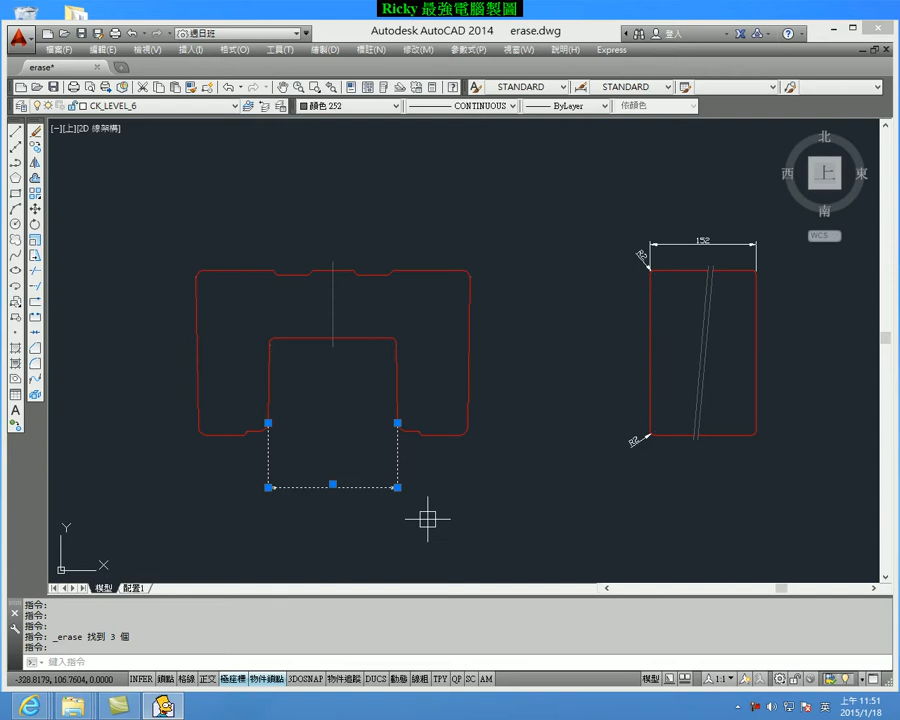 Ricky 最強電腦製圖
週日班
Autodesk AutoCAD 2014 erase.dwg
登入
檔案(F) 編輯(E) 檢視(V) 插入(I) 格式(O) 工具(T) 繪製(D) 標註(N) 修改(M) 參數式(P) 視窗(W) 說明(H) Express
erase*
STANDARD STANDARD
CK_LEVEL_6 顏色 252 CONTINUOUS ByLayer 依顏色
[−][上][2D 線架構]
北
西 上 東
南
WCS
152
R2
R2
Y
X
模型 配置1
指令:
指令:
指令:
指令: _erase 找到 3 個
指令:
鍵入指令
-328.8179, 106.7604, 0.0000 INFER 鎖點 格線 正交 極座標 物件鎖點 3DOSNAP 物件追蹤 DUCS 動態 線粗 TPY QP SC AM 模型 1:1
英
上午 11:51
2015/1/18